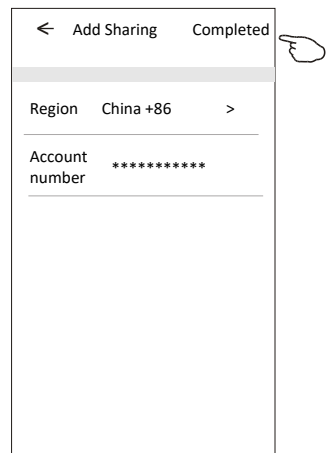 ← Add Sharing Completed
Region China +86 >
Account
number ***********